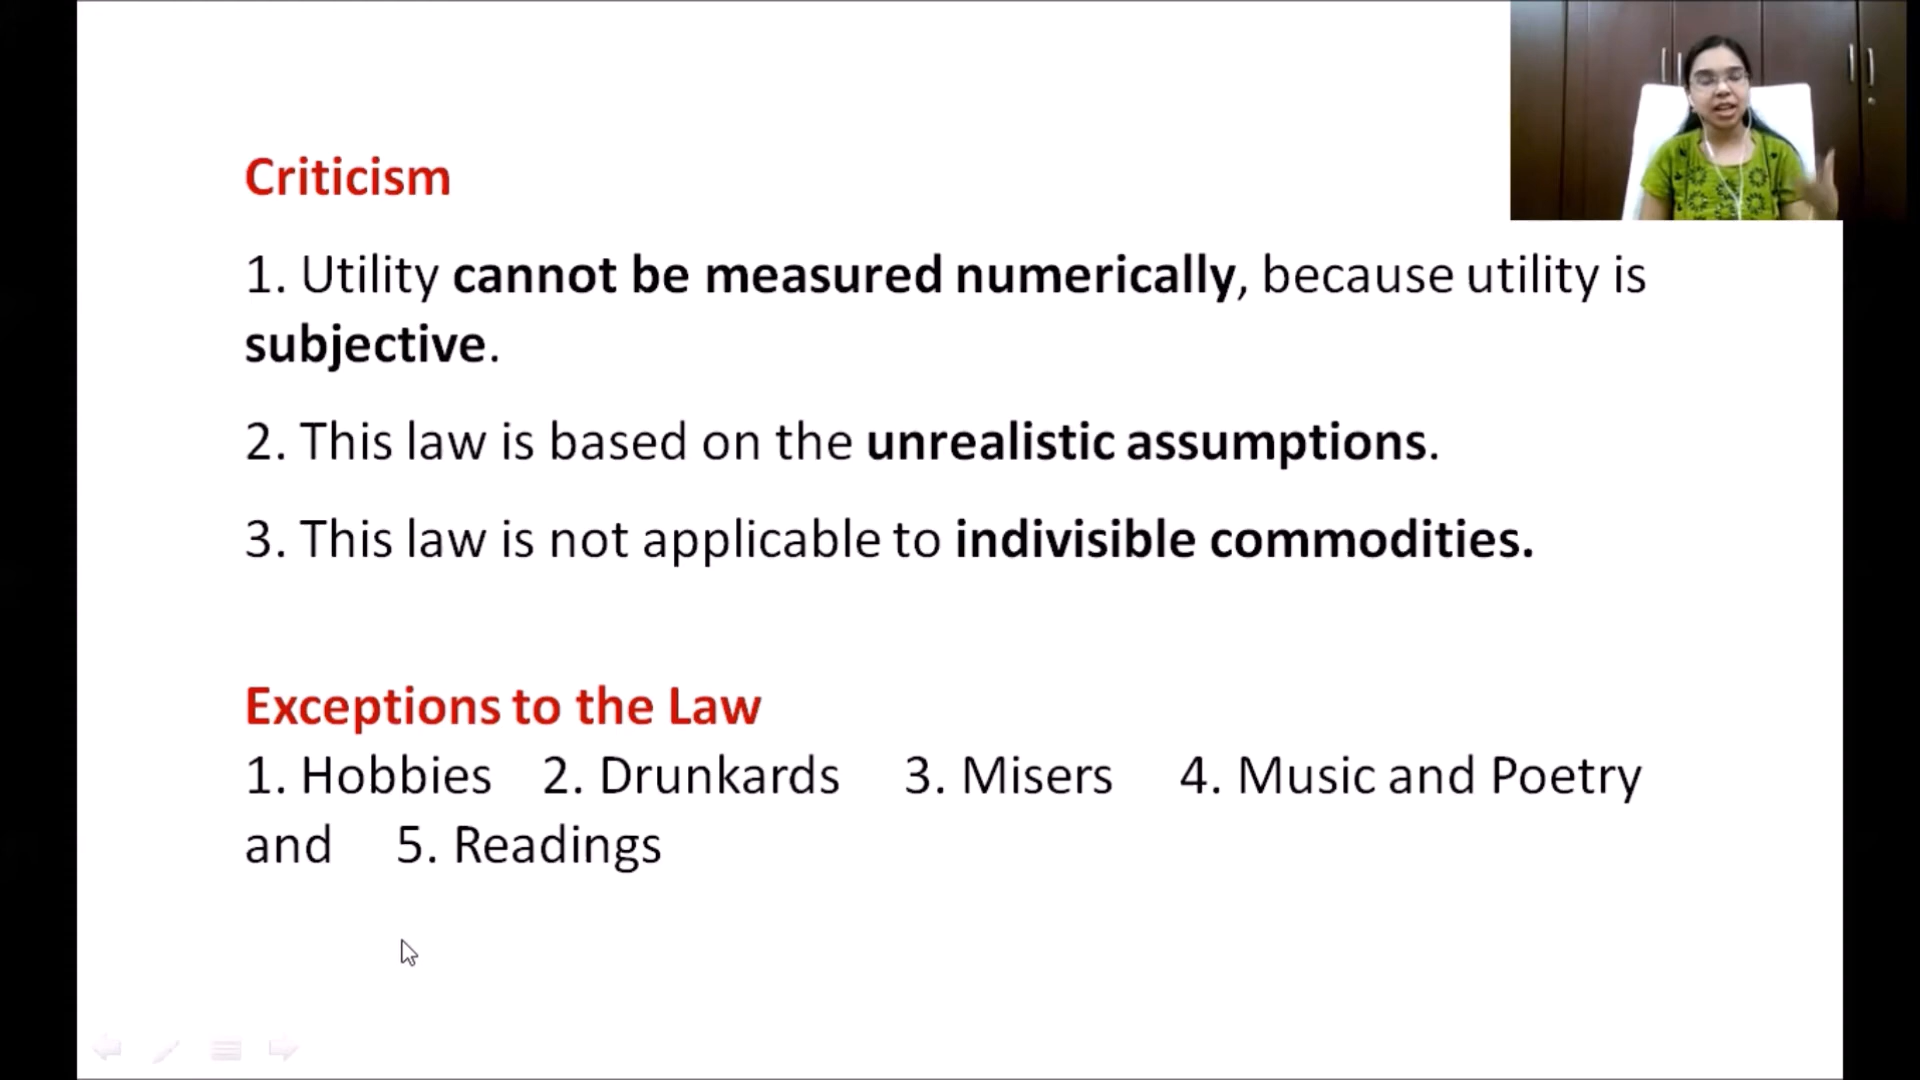 Criticism
1. Utility cannot be measured numerically, because utility is
subjective.
2. This law is based on the unrealistic assumptions.
3. This law is not applicable to indivisible commodities.
Exceptions to the Law
1. Hobbies 2. Drunkards 3. Misers 4. Music and Poetry
and 5. Readings